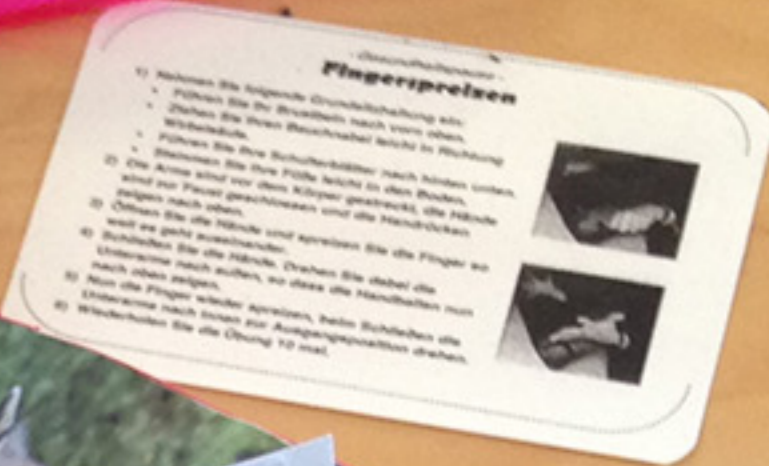 - Gesundheitspause -
Fingerspreizen
1) Nehmen Sie folgende Grundeinstellung ein:
• Führen Sie Ihr Brustbein nach vorn oben.
• Ziehen Sie Ihren Bauchnabel leicht in Richtung
Wirbelsäule.
• Führen Sie Ihre Schulterblätter nach hinten unten.
• Stemmen Sie Ihre Füße leicht in den Boden.
2) Die Arme sind vor dem Körper gestreckt, die Hände
sind zur Faust geschlossen und die Handrücken
zeigen nach oben.
3) Öffnen Sie die Hände und spreizen Sie die Finger so
weit es geht auseinander.
4) Schließen Sie die Hände. Drehen Sie dabei die
Unterarme nach außen, so dass die Handballen nun
nach oben zeigen.
5) Nun die Finger wieder spreizen, beim Schließen die
Unterarme nach innen zur Ausgangsposition drehen.
6) Wiederholen Sie die Übung 10 mal.